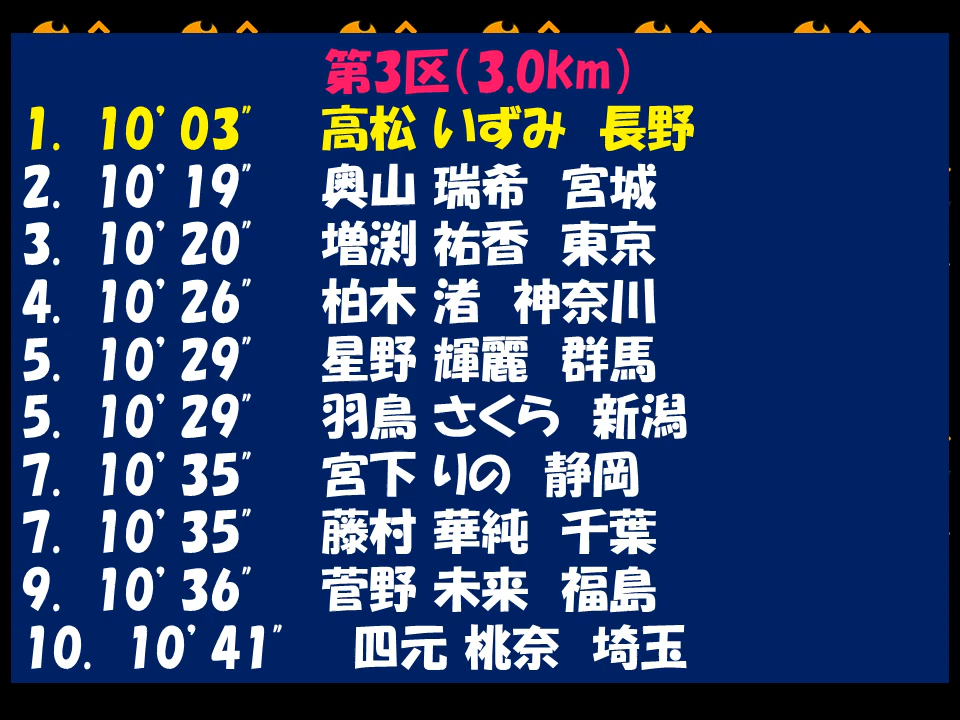 第3区(3.0km)
1. 10’03” 高松 いずみ 長野
2. 10’19” 奥山 瑞希 宮城
3. 10’20” 増渕 祐香 東京
4. 10’26” 柏木 渚 神奈川
5. 10’29” 星野 輝麗 群馬
5. 10’29” 羽鳥 さくら 新潟
7. 10’35” 宮下 りの 静岡
7. 10’35” 藤村 華純 千葉
9. 10’36” 菅野 未来 福島
10. 10’41” 四元 桃奈 埼玉